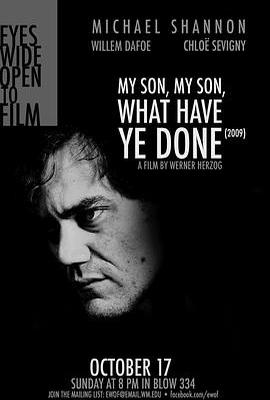 EYES
WIDE
OPEN
TO
FILM
MICHAEL SHANNON
WILLEM DAFOE CHLOË SEVIGNY
MY SON, MY SON,
WHAT HAVE
YE DONE (2009)
A FILM BY WERNER HERZOG
OCTOBER 17
SUNDAY AT 8 PM IN BLOW 334
JOIN THE MAILING LIST: EWOF@EMAIL.WM.EDU • facebook.com/ewof